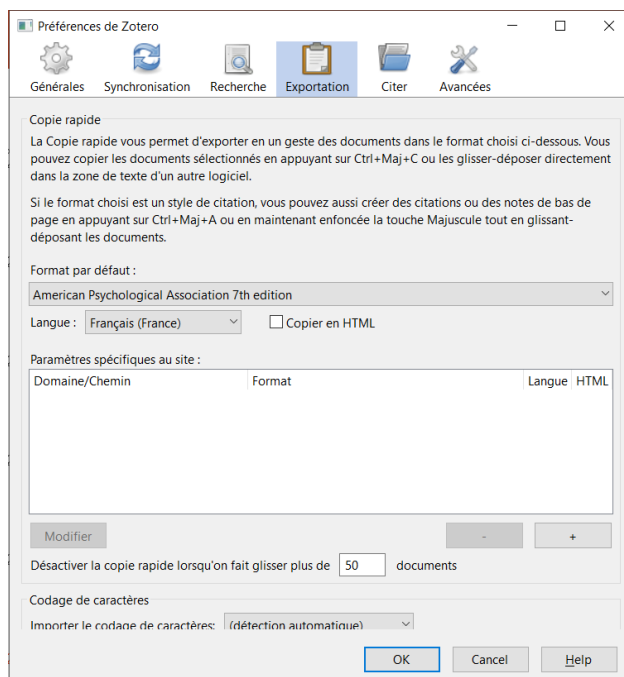 Préférences de Zotero
Générales Synchronisation Recherche Exportation Citer Avancées
Copie rapide
La Copie rapide vous permet d'exporter en un geste des documents dans le format choisi ci-dessous. Vous
pouvez copier les documents sélectionnés en appuyant sur Ctrl+Maj+C ou les glisser-déposer directement
dans la zone de texte d'un autre logiciel.
Si le format choisi est un style de citation, vous pouvez aussi créer des citations ou des notes de bas de
page en appuyant sur Ctrl+Maj+A ou en maintenant enfoncée la touche Majuscule tout en glissant-
déposant les documents.
Format par défaut :
American Psychological Association 7th edition
Langue : Français (France) Copier en HTML
Paramètres spécifiques au site :
Domaine/Chemin Format Langue HTML
Modifier - +
Désactiver la copie rapide lorsqu'on fait glisser plus de 50 documents
Codage de caractères
Importer le codage de caractères: (détection automatique)
OK Cancel Help